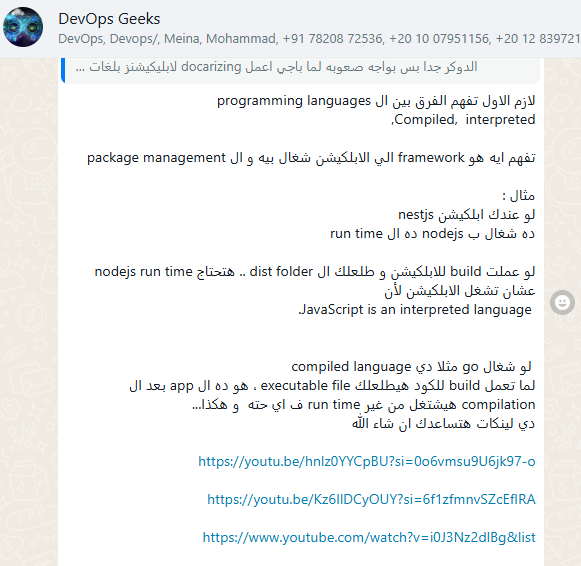 DevOps Geeks
DevOps, Devops/, Meina, Mohammad, +91 78208 72536, +20 10 07951156, +20 12 839721
الدوكر جدا بس بواجه صعوبه لما باجي اعمل docarizing لابليكيشنز بلغات ...
لازم الاول تفهم الفرق بين ال programming languages
Compiled, interpreted,
تفهم ايه هو framework الي الابلكيشن شغال بيه و ال package management
مثال :
لو عندك ابلكيشن nestjs
ده شغال ب nodejs ده ال run time
لو عملت build للابلكيشن و طلعلك ال dist folder .. هتحتاج nodejs run time
عشان تشغل الابلكيشن لأن
JavaScript is an interpreted language.
لو شغال go مثلا دي compiled language
لما تعمل build للكود هيطلعلك executable file ، هو ده ال app بعد ال
compilation هيشتغل من غير run time ف اي حته و هكذا...
دي لينكات هتساعدك ان شاء الله
https://youtu.be/hnIz0YYCpBU?si=0o6vmsu9U6jk97-o
https://youtu.be/Kz6IlDCyOUY?si=6f1zfmnvSZcEfIRA
https://www.youtube.com/watch?v=i0J3Nz2dlBg&list